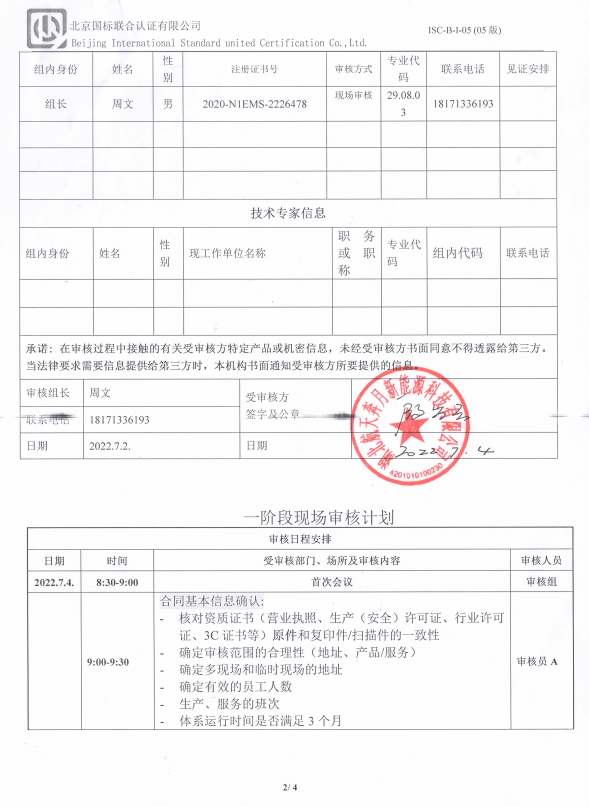 北京国标联合认证有限公司
Beijing International Standard united Certification Co.,Ltd.
ISC-B-I-05 (05 版)
组内身份 姓名 性别 注册证书号 审核方式 专业代码 联系电话 见证安排
组长 周文 男 2020-N1EMS-2226478 现场审核 29.08.03 18171336193
技术专家信息
组内身份 姓名 性别 现工作单位名称 职务或职称 专业代码 组内代码 联系电话
承诺: 在审核过程中接触的有关受审核方特定产品或机密信息，未经受审核方书面同意不得透露给第三方。
当法律要求需要信息提供给第三方时，本机构书面通知受审核方所要提供的信息。
审核组长 周文 受审核方
签字及公章
联系电话 18171336193
日期 2022.7.2. 日期 2022.7.4
湖北航天奔月新能源科技有限公司
4201010100230
一阶段现场审核计划
审核日程安排
日期 时间 受审核部门、场所及审核内容 审核人员
2022.7.4. 8:30-9:00 首次会议 审核组
9:00-9:30
合同基本信息确认:
- 核对资质证书（营业执照、生产（安全）许可证、行业许可
证、3C 证书等）原件和复印件/扫描件的一致性
- 确定审核范围的合理性（地址、产品/服务）
- 确定多现场和临时现场的地址
- 确定有效的员工人数
- 生产、服务的班次
- 体系运行时间是否满足 3 个月
审核员 A
2/ 4